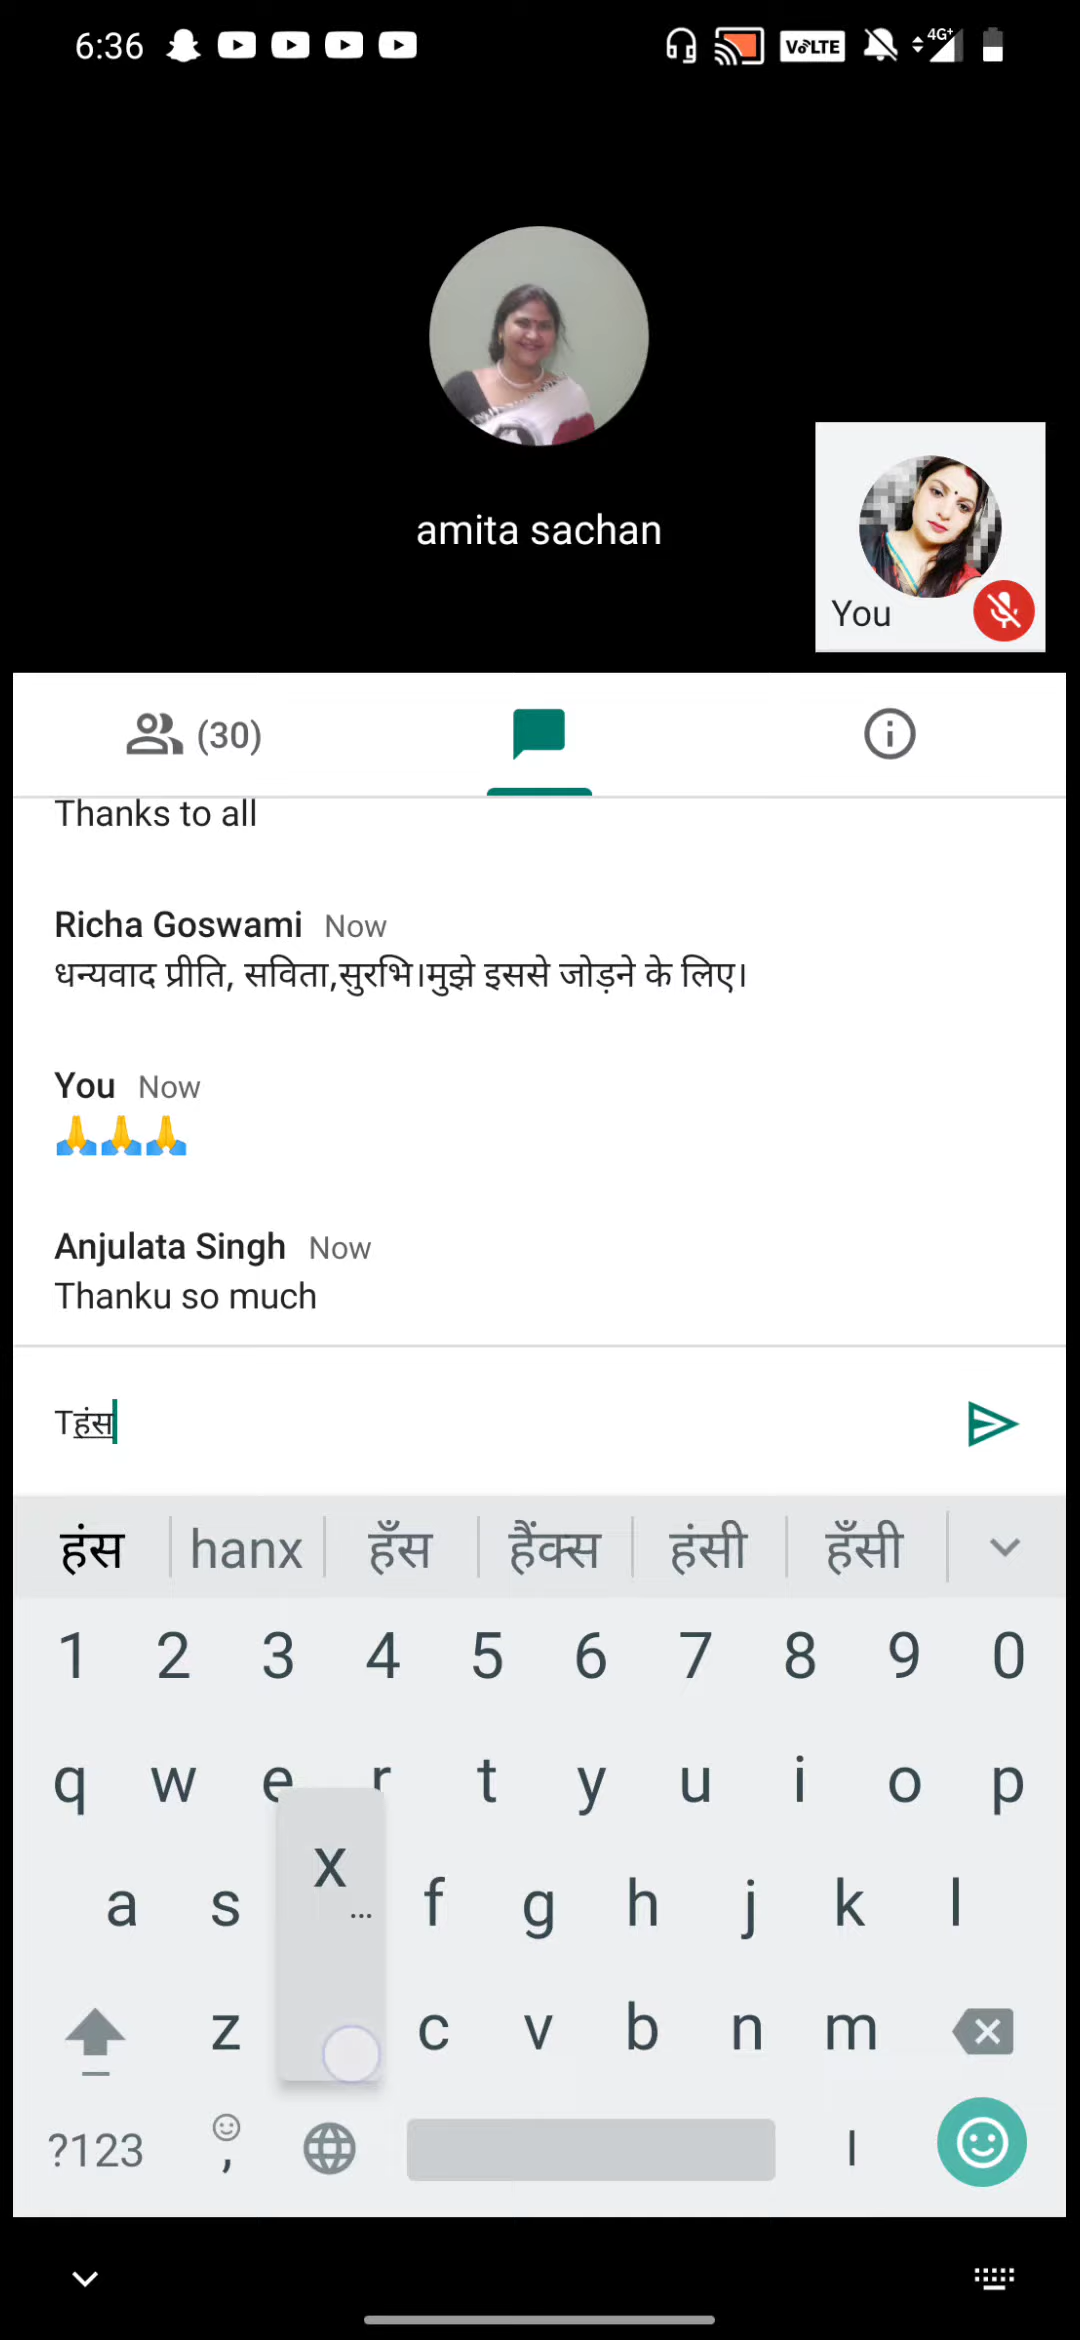 6:36 VoLTE 4G+
amita sachan
You
(30)
Thanks to all
Richa Goswami Now
धन्यवाद प्रीति, सविता,सुरभि।मुझे इससे जोड़ने के लिए।
You Now
🙏🙏🙏
Anjulata Singh Now
Thanku so much
Tहंस
हंस hanx हँस हैंक्स हंसी हँसी
1 2 3 4 5 6 7 8 9 0
q w e r t y u i o p
a s x ... f g h j k l
z c v b n m
?123 , ।